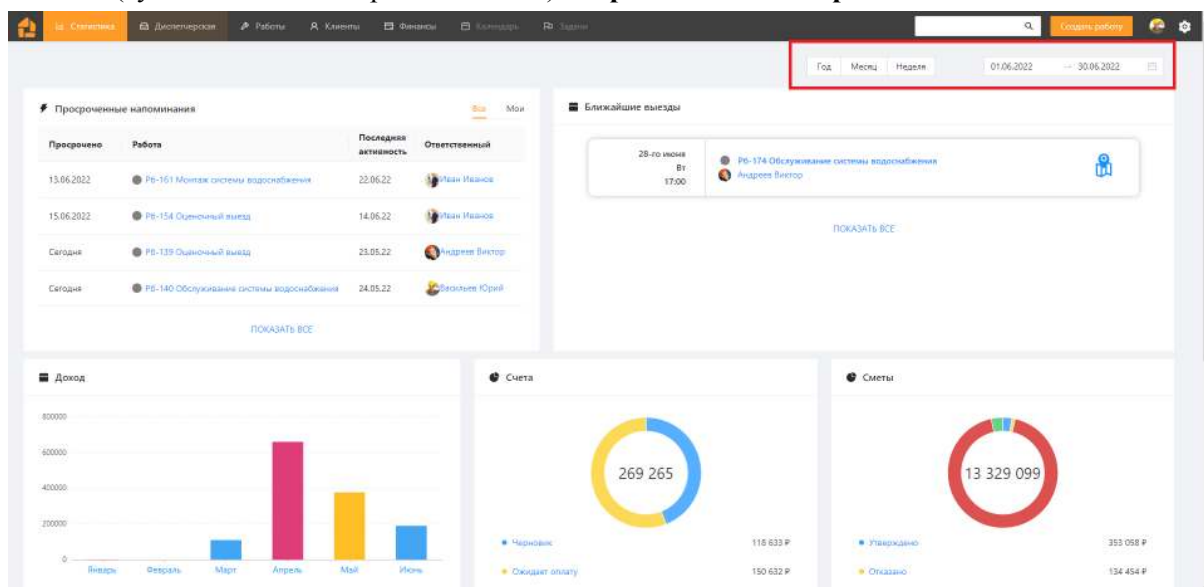 Статистика Диспетчерская Работы Клиенты Финансы Календарь Задачи Создать работу
Год Месяц Неделя 01.06.2022 → 30.06.2022
Просроченные напоминания Все Мои
Просрочено Работа Последняя активность Ответственный
13.06.2022 Рб-161 Монтаж системы водоснабжения 22.06.22 Иван Иванов
15.06.2022 Рб-154 Оценочный выезд 14.06.22 Иван Иванов
Сегодня Рб-139 Оценочный выезд 23.05.22 Андреев Виктор
Сегодня Рб-140 Обслуживание системы водоснабжения 24.05.22 Васильев Юрий
ПОКАЗАТЬ ВСЕ
Ближайшие выезды
28-го июня
Вт
17:00
Рб-174 Обслуживание системы водоснабжения
Андреев Виктор
ПОКАЗАТЬ ВСЕ
Доход
800000
600000
400000
200000
0
Январь Февраль Март Апрель Май Июнь
Счета
269 265
Черновик 118 633 ₽
Ожидает оплату 150 632 ₽
Сметы
13 329 099
Утверждено 353 058 ₽
Отказано 134 454 ₽